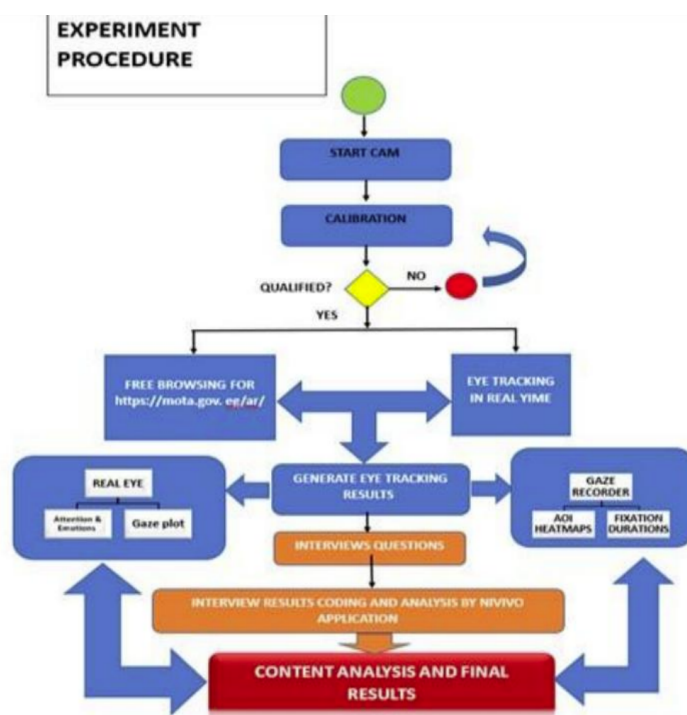 EXPERIMENT
PROCEDURE
START CAM
CALIBRATION
QUALIFIED?
NO
YES
FREE BROWSING FOR
https://mota.gov. eg/ar/
EYE TRACKING
IN REAL YIME
REAL EYE
Attention &
Emotions
Gaze plot
GENERATE EYE TRACKING
RESULTS
GAZE
RECORDER
AOI
HEATMAPS
FIXATION
DURATIONS
INTERVIEWS QUESTIONS
INTERVIEW RESULTS CODING AND ANALYSIS BY NIVIVO
APPLICATION
CONTENT ANALYSIS AND FINAL
RESULTS